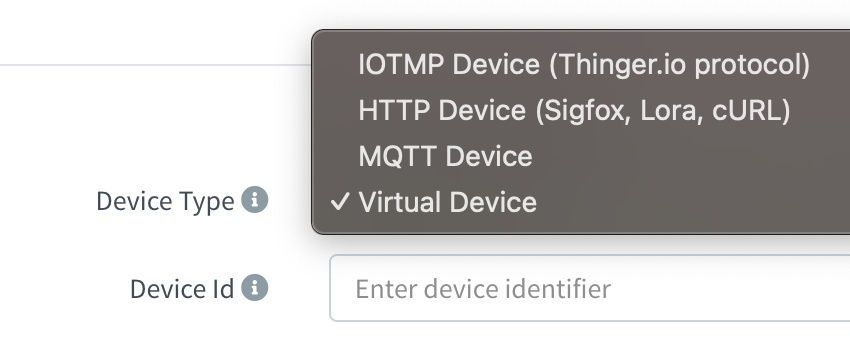 IOTMP Device (Thinger.io protocol)
HTTP Device (Sigfox, Lora, cURL)
MQTT Device
Device Type
✓ Virtual Device
Device Id
Enter device identifier